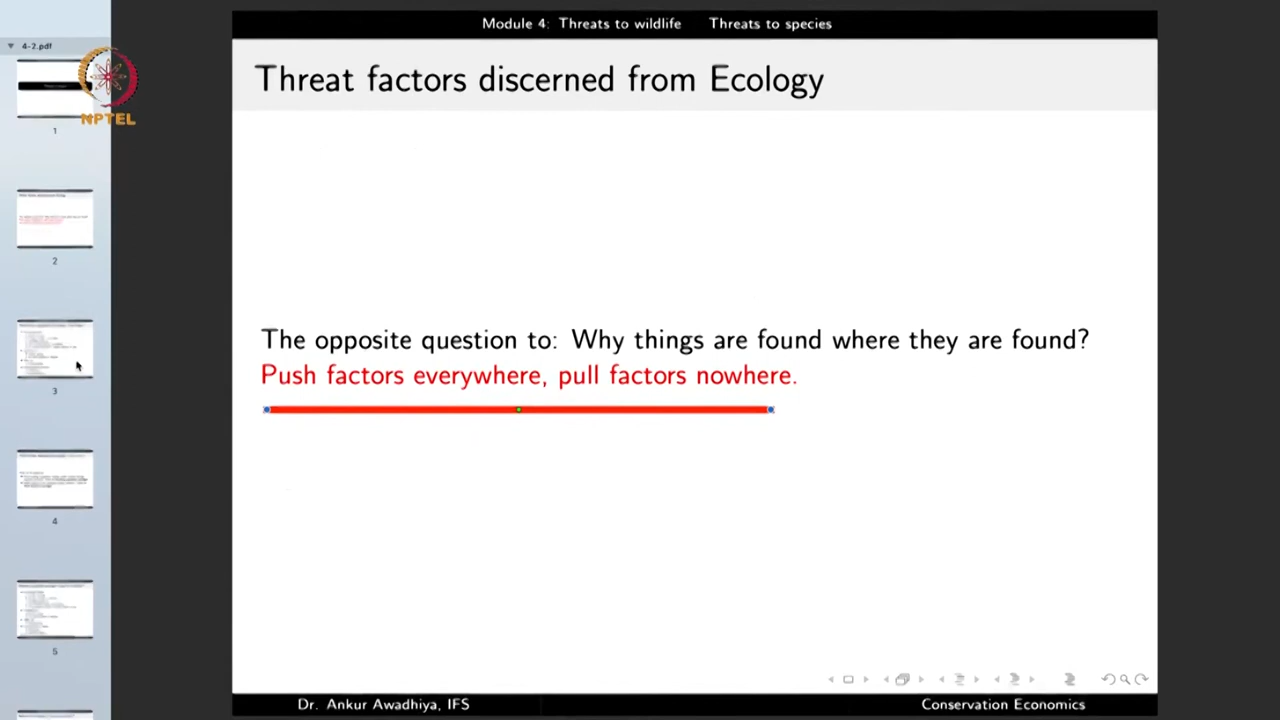 Module 4: Threats to wildlife Threats to species
4-2.pdf
NPTEL
Threat factors discerned from Ecology
1
2
The opposite question to: Why things are found where they are found?
Push factors everywhere, pull factors nowhere.
3
4
5
Dr. Ankur Awadhiya, IFS Conservation Economics